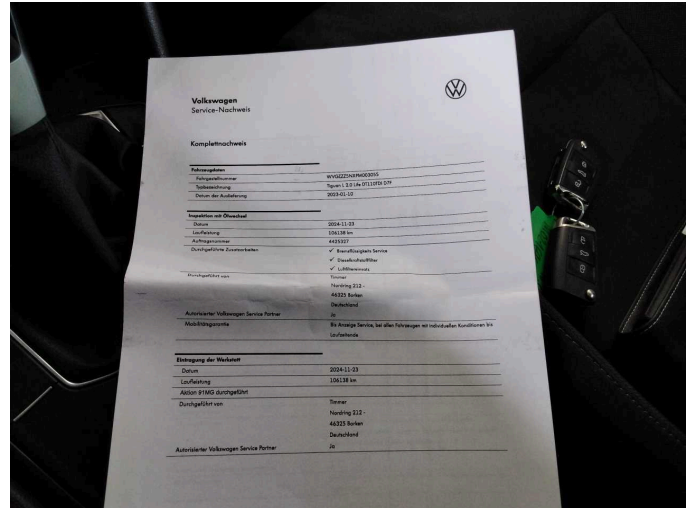 Volkswagen
Service-Nachweis
Komplettnachweis
Fahrzeugdaten
Fahrgestellnummer WVGZZZ5NXPM003055
Typbezeichnung Tiguan L 2.0 Life DT110TDI D7F
Datum der Auslieferung 2023-01-10
Inspektion mit Ölwechsel
Datum 2024-11-23
Laufleistung 106138 km
Auftragsnummer 4425337
Durchgeführte Zusatzarbeiten ✓ Bremsflüssigkeits Service
✓ Dieselkraftstofffilter
✓ Luftfiltereinsatz
Durchgeführt von Timmer
Nordring 212 -
46325 Borken
Deutschland
Autorisierter Volkswagen Service Partner Ja
Mobilitätsgarantie Bis Anzeige Service, bei allen Fahrzeugen mit individuellen Konditionen bis
Laufzeitende
Eintragung der Werkstatt
Datum 2024-11-23
Laufleistung 106138 km
Aktion 91MG durchgeführt
Durchgeführt von Timmer
Nordring 212 -
46325 Borken
Deutschland
Autorisierter Volkswagen Service Partner Ja